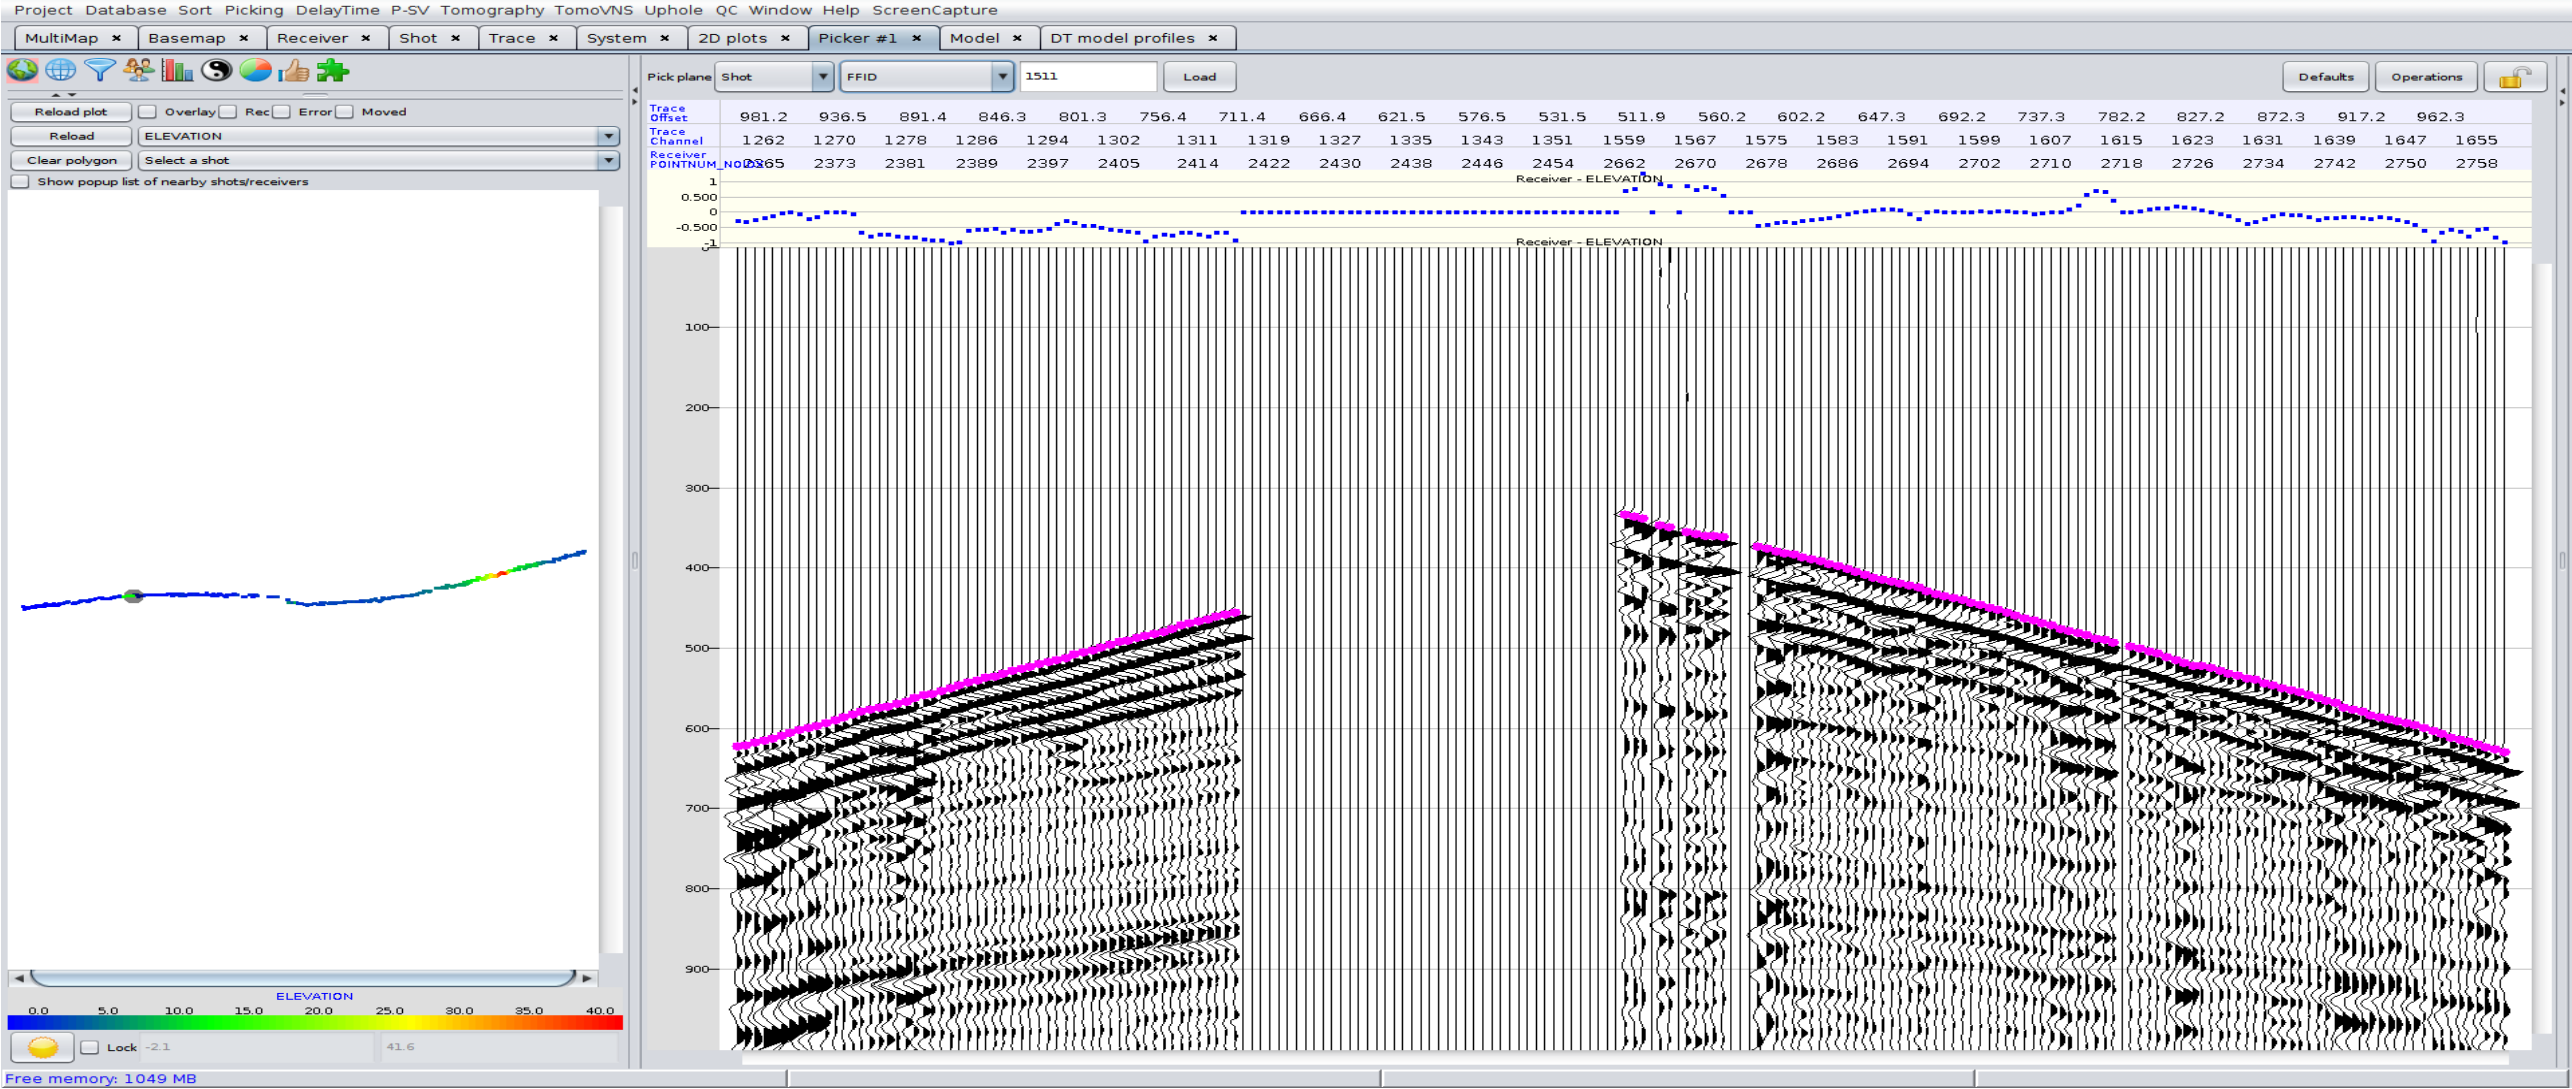 Project Database Sort Picking DelayTime P-SV Tomography TomoVNS Uphole QC Window Help ScreenCapture
MultiMap × Basemap × Receiver × Shot × Trace × System × 2D plots × Picker #1 × Model × DT model profiles ×
Pick plane Shot FFID 1511 Load Defaults Operations
Reload plot Overlay Rec Error Moved
Reload ELEVATION
Clear polygon Select a shot
Show popup list of nearby shots/receivers
Trace Offset 981.2 936.5 891.4 846.3 801.3 756.4 711.4 666.4 621.5 576.5 531.5 511.9 560.2 602.2 647.3 692.2 737.3 782.2 827.2 872.3 917.2 962.3
Trace Channel 1262 1270 1278 1286 1294 1302 1311 1319 1327 1335 1343 1351 1559 1567 1575 1583 1591 1599 1607 1615 1623 1631 1639 1647 1655
Receiver POINTNUM_NOIDX 2365 2373 2381 2389 2397 2405 2414 2422 2430 2438 2446 2454 2662 2670 2678 2686 2694 2702 2710 2718 2726 2734 2742 2750 2758
Receiver - ELEVATION
1
0.500
0
-0.500
-1
Receiver - ELEVATION
0
100
200
300
400
500
600
700
800
900
ELEVATION
0.0 5.0 10.0 15.0 20.0 25.0 30.0 35.0 40.0
Lock -2.1 41.6
Free memory: 1049 MB